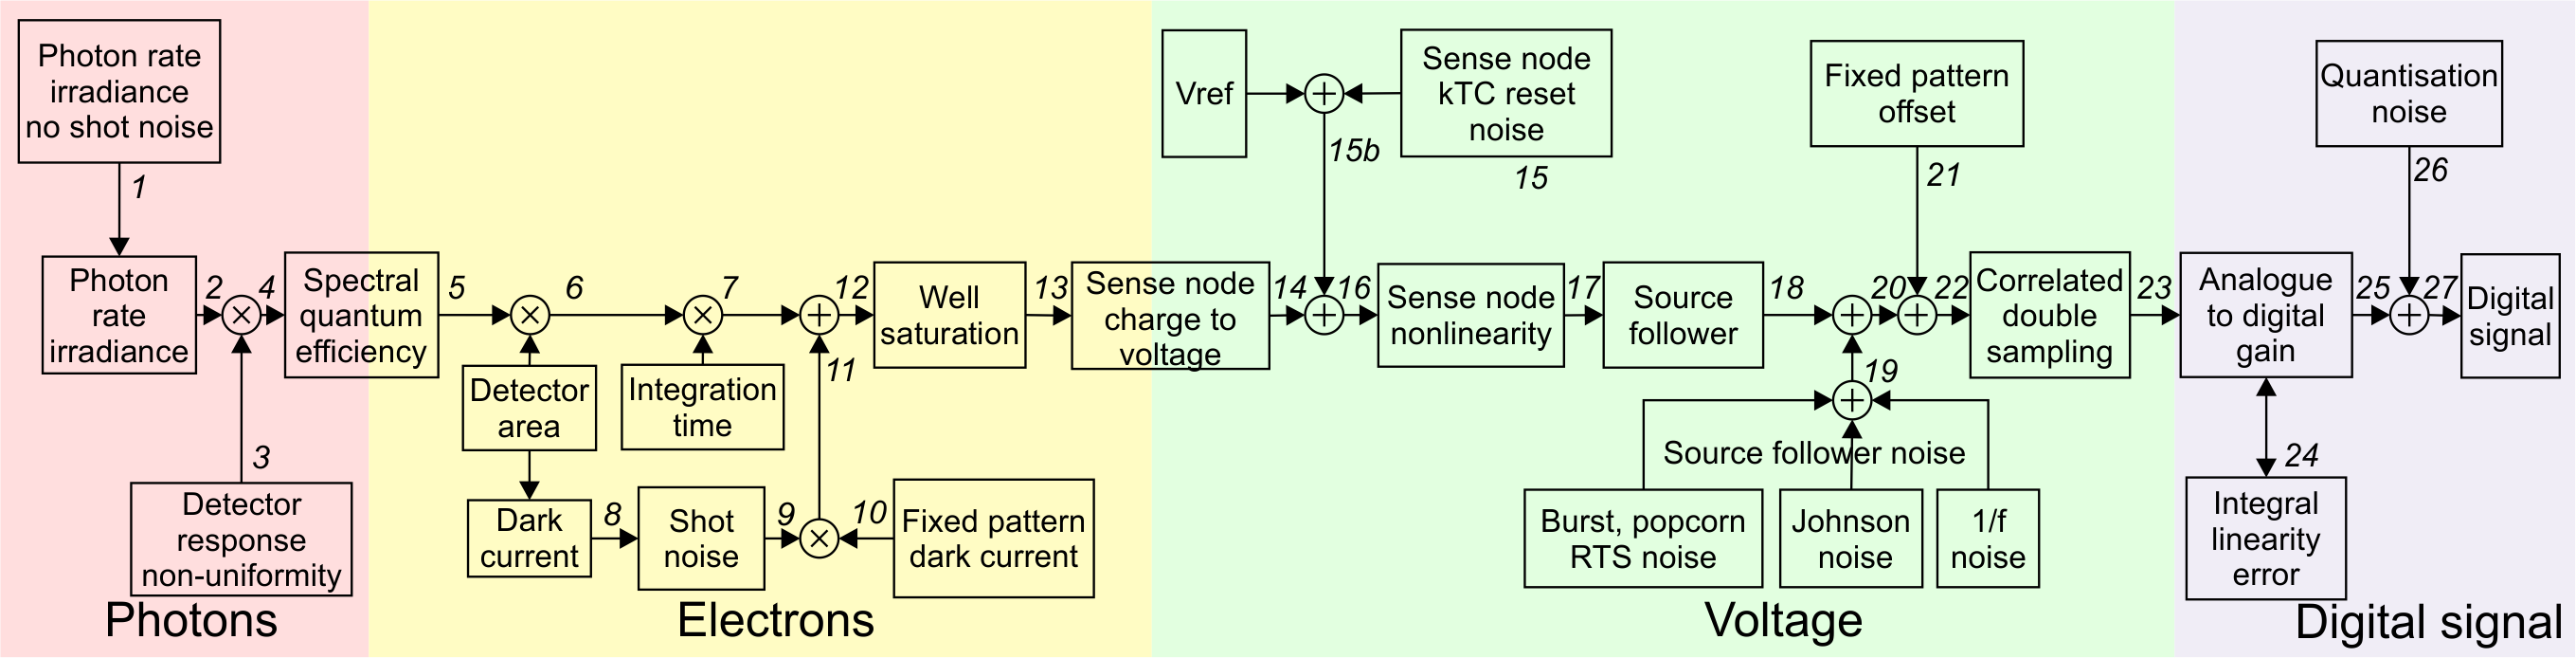 Photon rate
irradiance
no shot noise
1
Photon
rate
irradiance
2
4
3
Detector
response
non-uniformity
Photons
Spectral
quantum
efficiency
5
6
7
12
Detector
area
Integration
time
11
Dark
current
8
Shot
noise
9
10
Fixed pattern
dark current
Well
saturation
13
Electrons
Sense node
charge to
voltage
14
Vref
Sense node
kTC reset
noise
15
15b
16
Sense node
nonlinearity
17
Source
follower
18
20
19
Source follower noise
Burst, popcorn
RTS noise
Johnson
noise
1/f
noise
Fixed pattern
offset
21
22
Correlated
double
sampling
23
Voltage
Analogue
to digital
gain
24
Integral
linearity
error
25
Quantisation
noise
26
27
Digital
signal
Digital signal